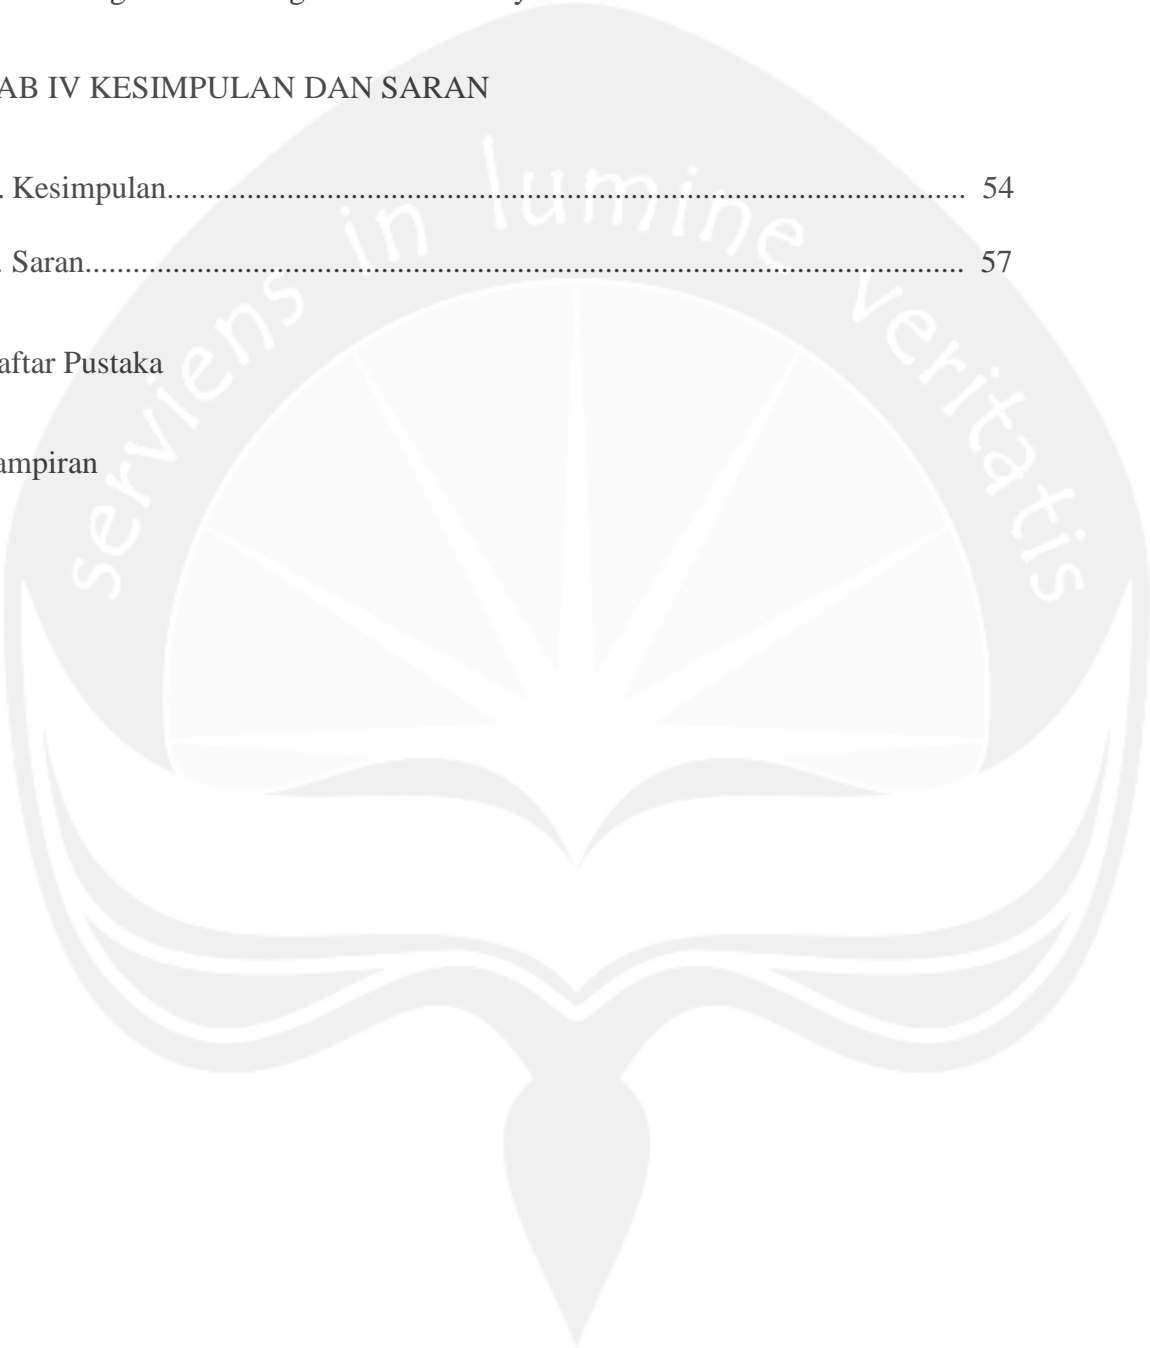 AB IV KESIMPULAN DAN SARAN
. Kesimpulan.................................................................................................... 54
. Saran.............................................................................................................. 57
aftar Pustaka
ampiran
serviens in lumine veritatis